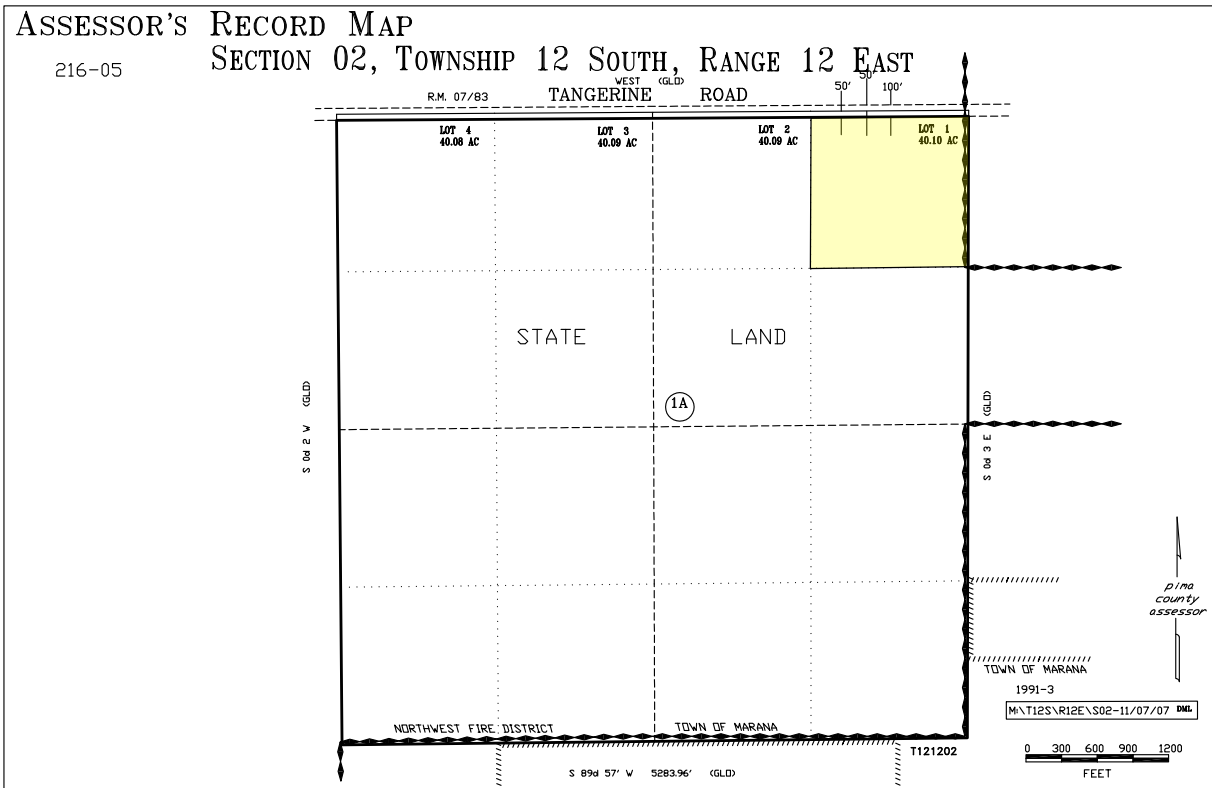 ASSESSOR'S RECORD MAP
216-05
SECTION 02, TOWNSHIP 12 SOUTH, RANGE 12 EAST
WEST (GLO)
R.M. 07/83 TANGERINE ROAD
50' 50' 100'
LOT 4
40.08 AC
LOT 3
40.09 AC
LOT 2
40.09 AC
LOT 1
40.10 AC
STATE LAND
1A
S 0d 2 W (GLO)
S 0d 3 E (GLO)
pima
county
assessor
TOWN OF MARANA
1991-3
M:\T12S\R12E\S02-11/07/07 DML
NORTHWEST FIRE DISTRICT TOWN OF MARANA
T121202
S 89d 57' W 5283.96' (GLO)
0 300 600 900 1200
FEET